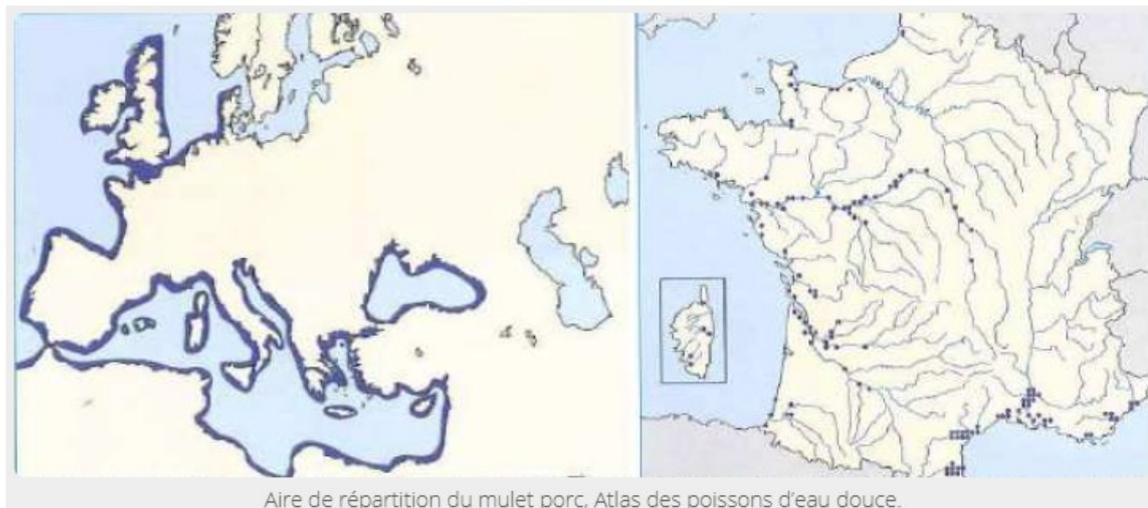 Aire de répartition du mulet porc, Atlas des poissons d'eau douce.